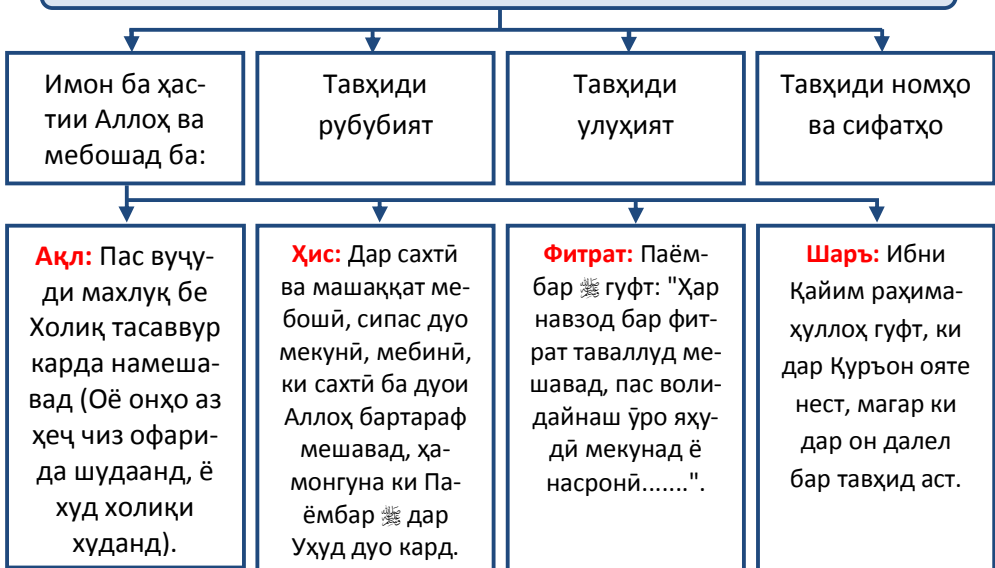 Имон ба ҳас-
тии Аллоҳ ва
мебошад ба:
Тавҳиди
рубубият
Тавҳиди
улуҳият
Тавҳиди номҳо
ва сифатҳо
Ақл: Пас вуҷу-
ди махлуқ бе
Холиқ тасаввур
карда намеша-
вад (Оё онҳо аз
ҳеҷ чиз офари-
да шудаанд, ё
худ холиқи
худанд).
Ҳис: Дар сахтӣ
ва машаққат ме-
бошӣ, сипас дуо
мекунӣ, мебинӣ,
ки сахтӣ ба дуои
Аллоҳ бартараф
мешавад, ҳа-
монгуна ки Па-
ёмбар ﷺ дар
Уҳуд дуо кард.
Фитрат: Паём-
бар ﷺ гуфт: "Ҳар
навзод бар фит-
рат таваллуд ме-
шавад, пас воли-
дайнаш ӯро яҳу-
дӣ мекунад ё
насронӣ.......".
Шаръ: Ибни
Қайим раҳима-
ҳуллоҳ гуфт, ки
дар Қуръон ояте
нест, магар ки
дар он далел
бар тавҳид аст.